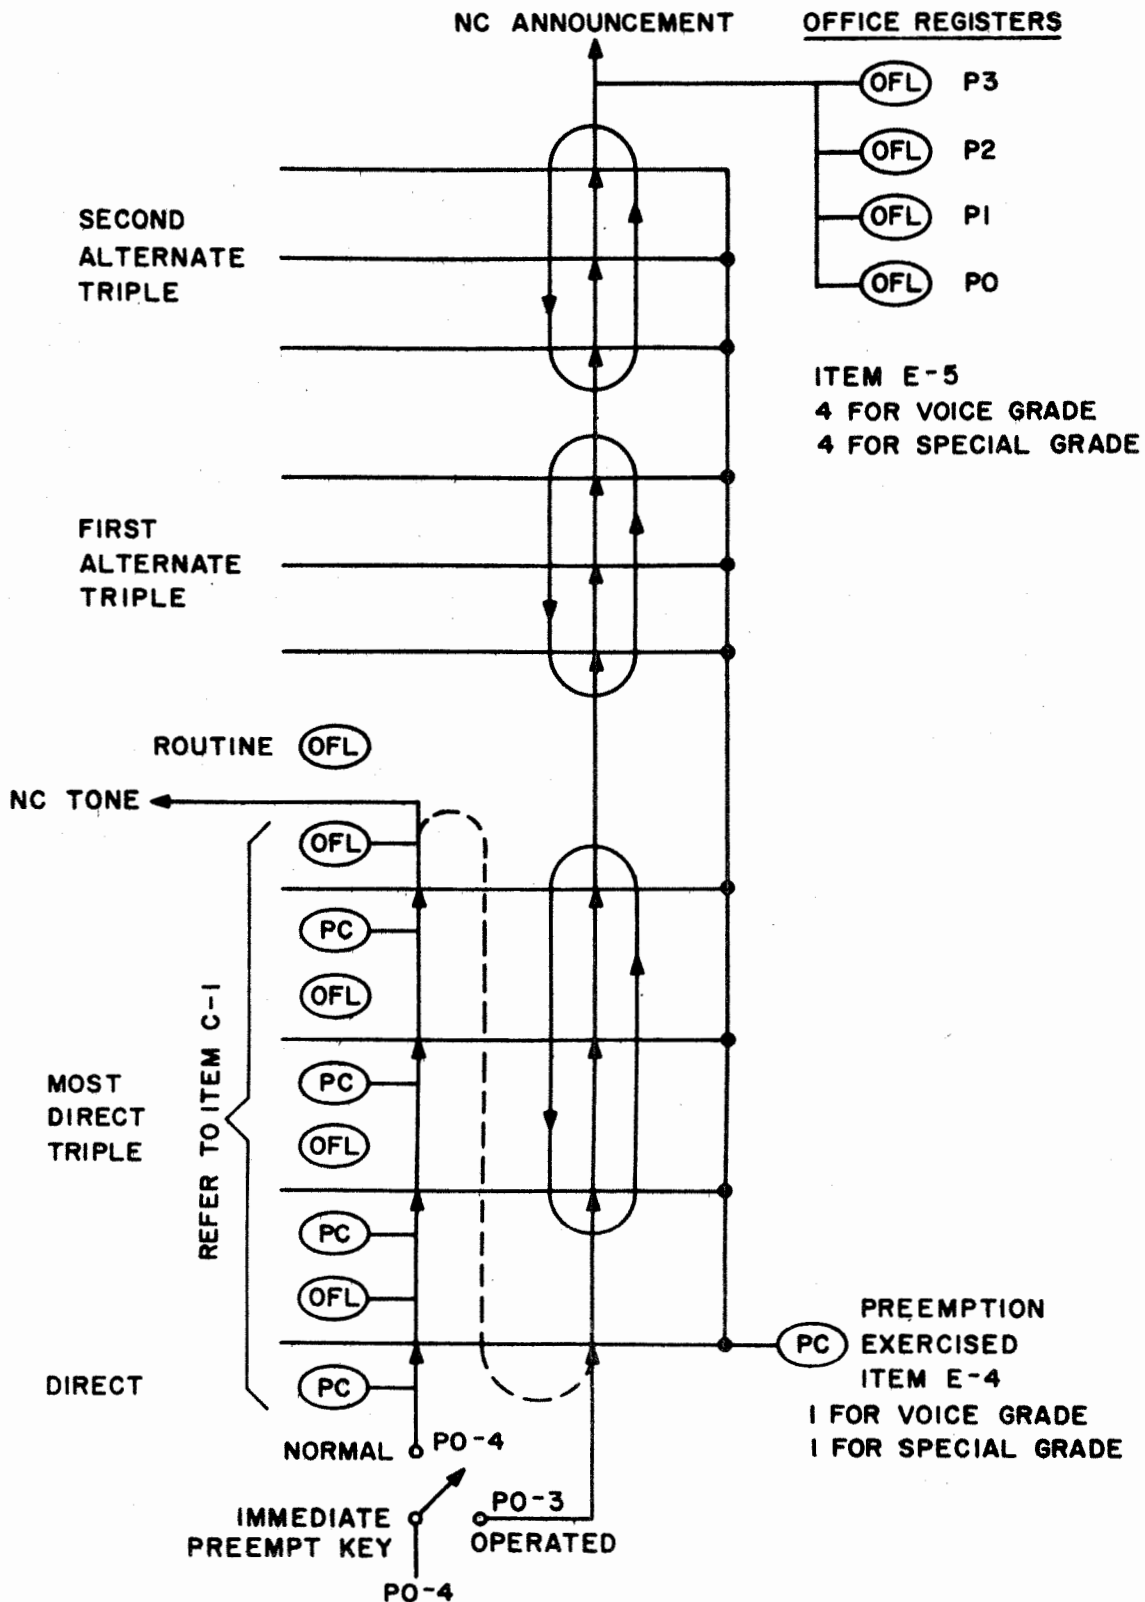 NC ANNOUNCEMENT
OFFICE REGISTERS
OFL P3
OFL P2
OFL P1
OFL P0
SECOND
ALTERNATE
TRIPLE
ITEM E-5
4 FOR VOICE GRADE
4 FOR SPECIAL GRADE
FIRST
ALTERNATE
TRIPLE
ROUTINE OFL
NC TONE
OFL
PC
OFL
PC
OFL
PC
OFL
PC
REFER TO ITEM C-1
MOST
DIRECT
TRIPLE
DIRECT
PC
PREEMPTION
EXERCISED
ITEM E-4
1 FOR VOICE GRADE
1 FOR SPECIAL GRADE
NORMAL PO-4
IMMEDIATE
PREEMPT KEY
PO-3
OPERATED
PO-4